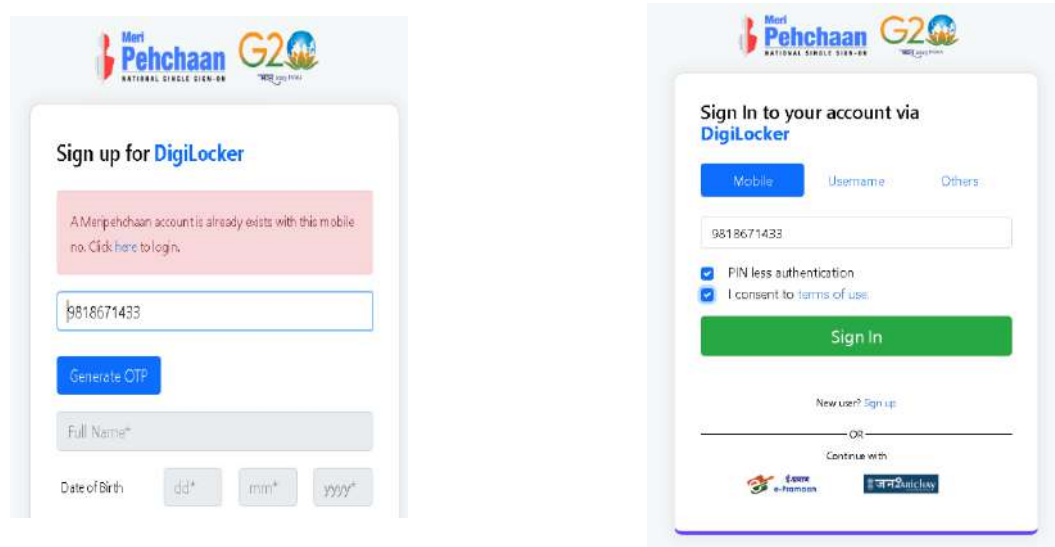 Meri
Pehchaan
NATIONAL SINGLE SIGN-ON
G20
Sign up for DigiLocker
A Meripehchaan account is already exists with this mobile
no. Click here to login.
9818671433
Generate OTP
Full Name*
Date of Birth dd* mm* yyyy*
Meri
Pehchaan
NATIONAL SINGLE SIGN-ON
G20
Sign In to your account via
DigiLocker
Mobile Username Others
9818671433
PIN less authentication
I consent to terms of use.
Sign In
New user? Sign up
OR
Continue with
ई-प्रमाण
e-Pramaan
जन Parichay